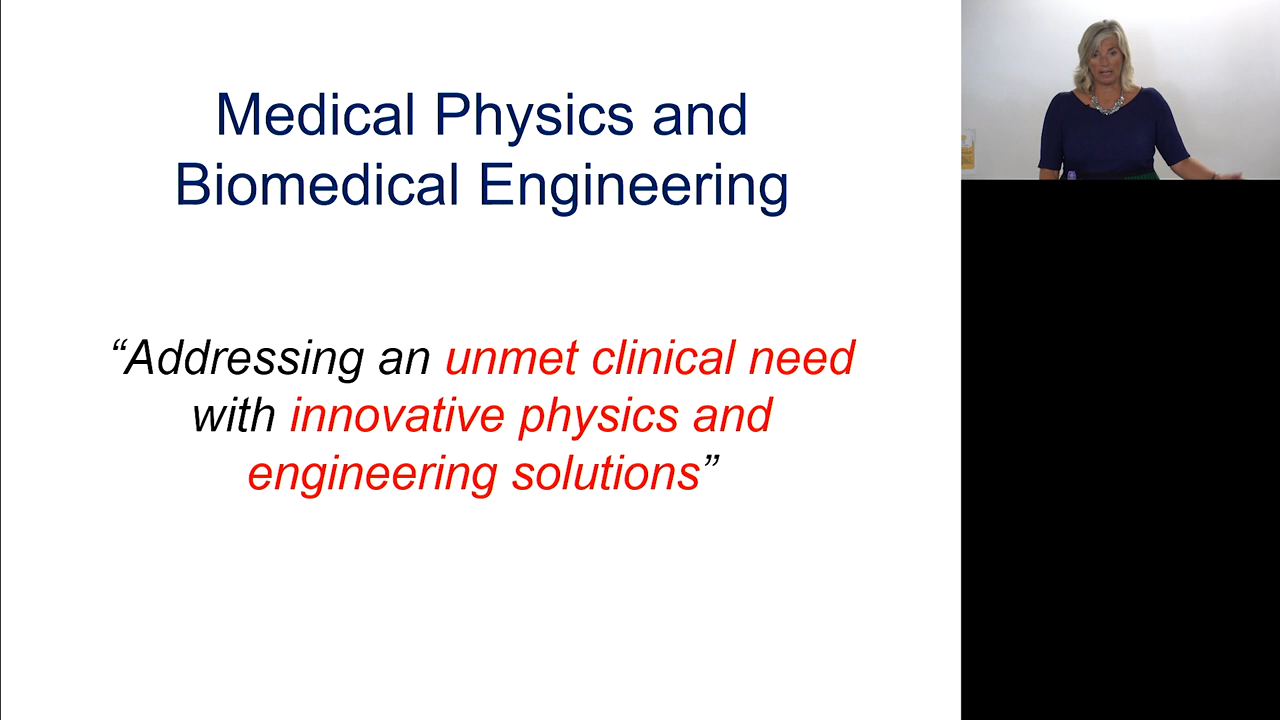 Medical Physics and
Biomedical Engineering
“Addressing an unmet clinical need
with innovative physics and
engineering solutions”